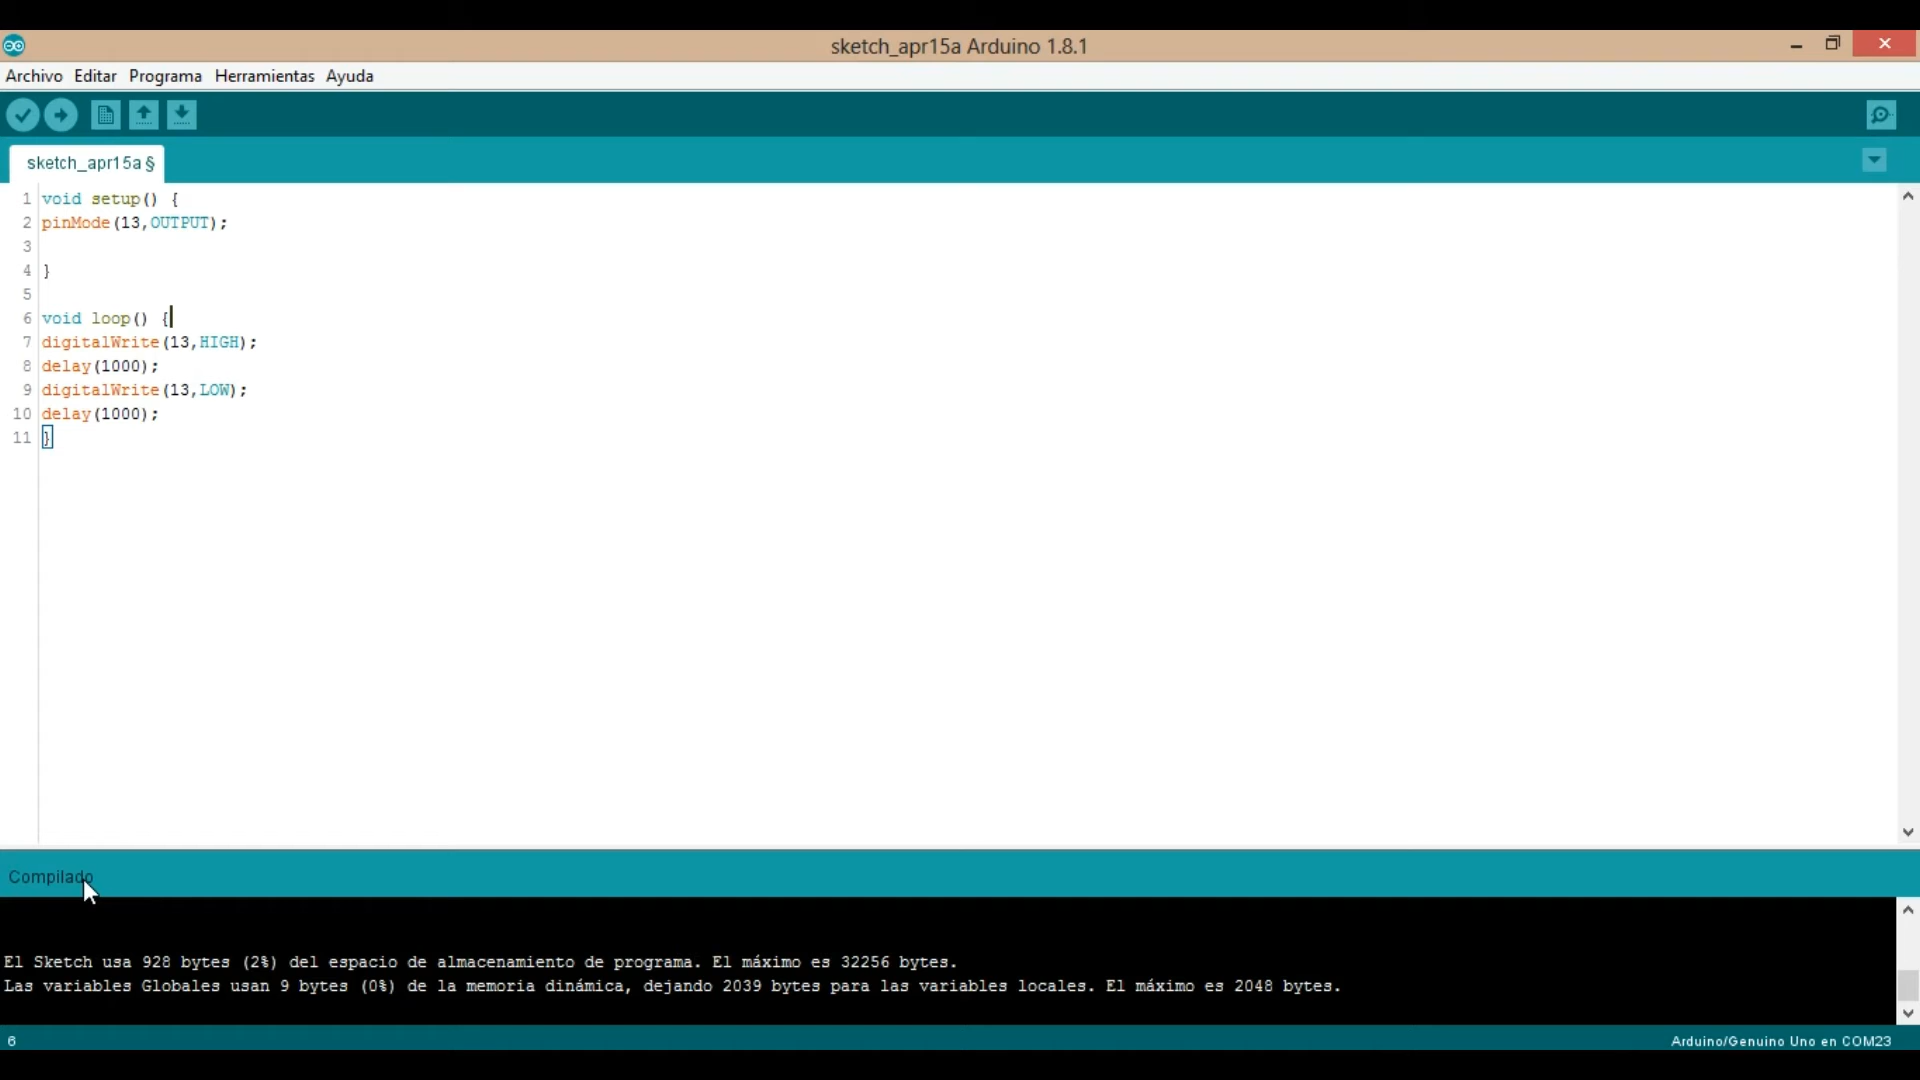 sketch_apr15a Arduino 1.8.1
Archivo Editar Programa Herramientas Ayuda
sketch_apr15a §
1 void setup() {
2 pinMode(13,OUTPUT);
3
4 }
5
6 void loop() {
7 digitalWrite(13,HIGH);
8 delay(1000);
9 digitalWrite(13,LOW);
10 delay(1000);
11 }
Compilado
El Sketch usa 928 bytes (2%) del espacio de almacenamiento de programa. El máximo es 32256 bytes.
Las variables Globales usan 9 bytes (0%) de la memoria dinámica, dejando 2039 bytes para las variables locales. El máximo es 2048 bytes.
6 Arduino/Genuino Uno en COM23